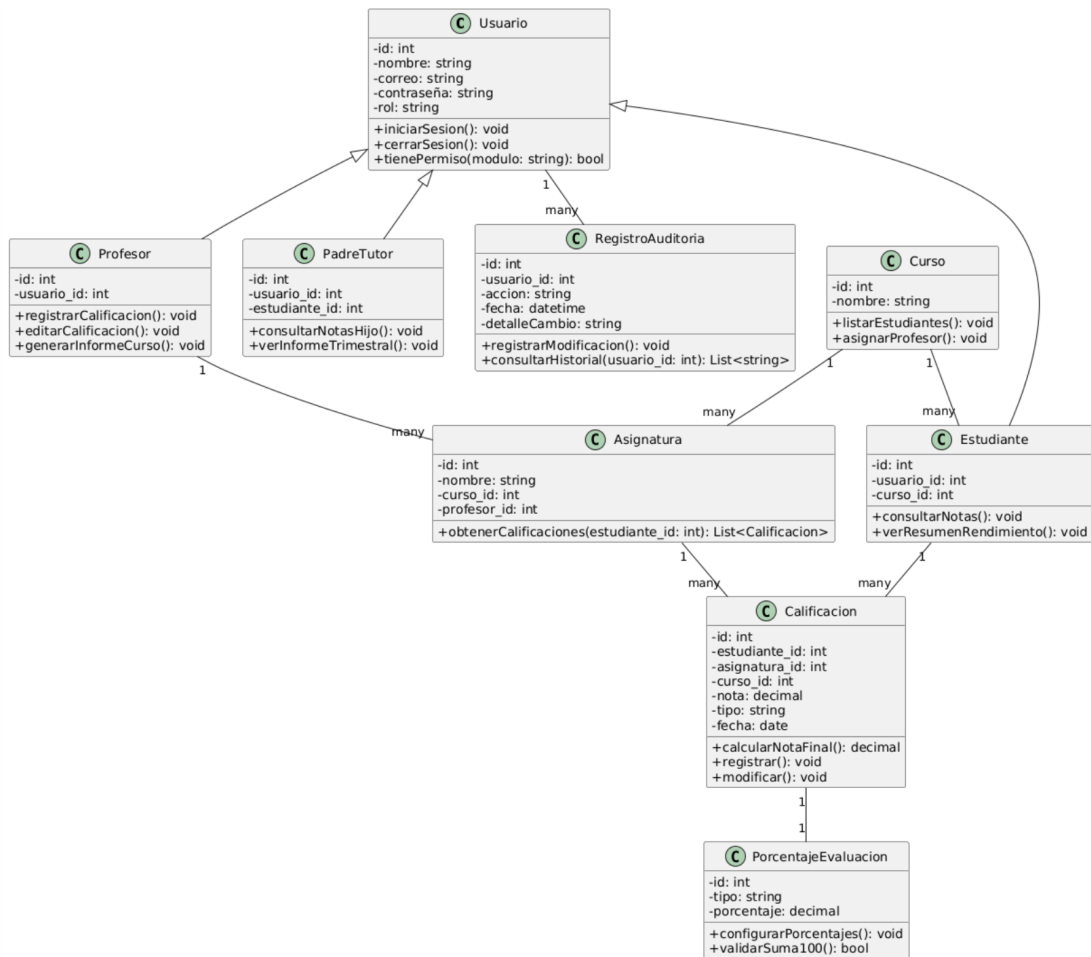 C Usuario
-id: int
-nombre: string
-correo: string
-contraseña: string
-rol: string
+iniciarSesion(): void
+cerrarSesion(): void
+tienePermiso(modulo: string): bool
1
many
C Profesor
-id: int
-usuario_id: int
+registrarCalificacion(): void
+editarCalificacion(): void
+generarInformeCurso(): void
C PadreTutor
-id: int
-usuario_id: int
-estudiante_id: int
+consultarNotasHijo(): void
+verInformeTrimestral(): void
C RegistroAuditoria
-id: int
-usuario_id: int
-accion: string
-fecha: datetime
-detalleCambio: string
+registrarModificacion(): void
+consultarHistorial(usuario_id: int): List<string>
C Curso
-id: int
-nombre: string
+listarEstudiantes(): void
+asignarProfesor(): void
1
1
1
many
many
many
C Asignatura
-id: int
-nombre: string
-curso_id: int
-profesor_id: int
+obtenerCalificaciones(estudiante_id: int): List<Calificacion>
C Estudiante
-id: int
-usuario_id: int
-curso_id: int
+consultarNotas(): void
+verResumenRendimiento(): void
1
1
many
many
C Calificacion
-id: int
-estudiante_id: int
-asignatura_id: int
-curso_id: int
-nota: decimal
-tipo: string
-fecha: date
+calcularNotaFinal(): decimal
+registrar(): void
+modificar(): void
1
1
C PorcentajeEvaluacion
-id: int
-tipo: string
-porcentaje: decimal
+configurarPorcentajes(): void
+validarSuma100(): bool